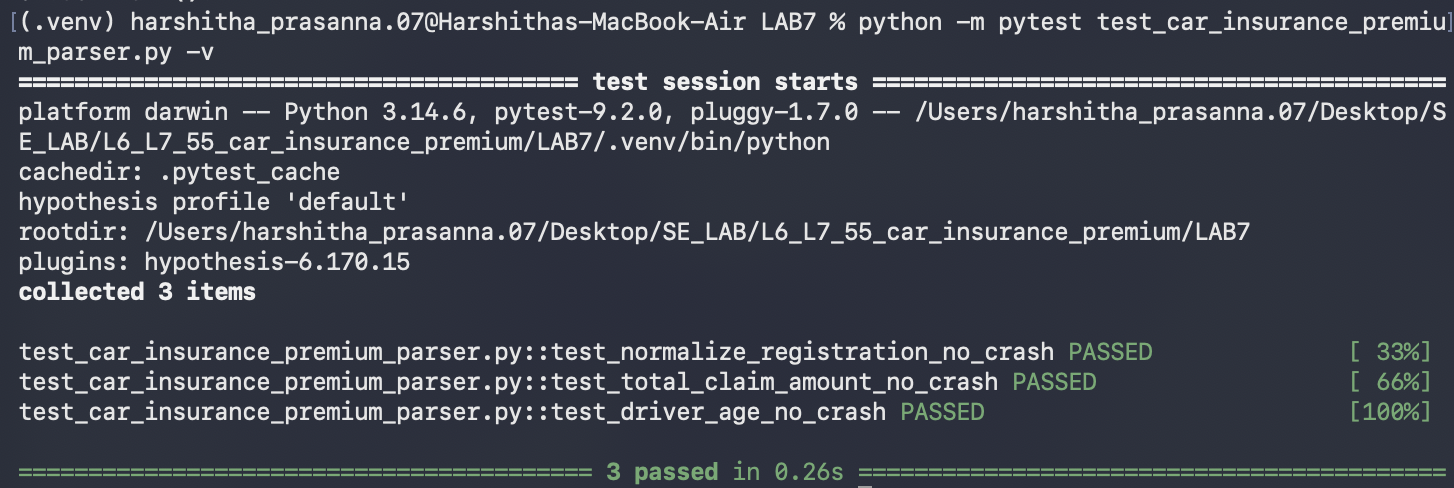 [(.venv) harshitha_prasanna.07@Harshithas-MacBook-Air LAB7 % python -m pytest test_car_insurance_premiu]
m_parser.py -v
======================================== test session starts =========================================
platform darwin -- Python 3.14.6, pytest-9.2.0, pluggy-1.7.0 -- /Users/harshitha_prasanna.07/Desktop/S
E_LAB/L6_L7_55_car_insurance_premium/LAB7/.venv/bin/python
cachedir: .pytest_cache
hypothesis profile 'default'
rootdir: /Users/harshitha_prasanna.07/Desktop/SE_LAB/L6_L7_55_car_insurance_premium/LAB7
plugins: hypothesis-6.170.15
collected 3 items
test_car_insurance_premium_parser.py::test_normalize_registration_no_crash PASSED [ 33%]
test_car_insurance_premium_parser.py::test_total_claim_amount_no_crash PASSED [ 66%]
test_car_insurance_premium_parser.py::test_driver_age_no_crash PASSED [100%]
========================================= 3 passed in 0.26s ==========================================